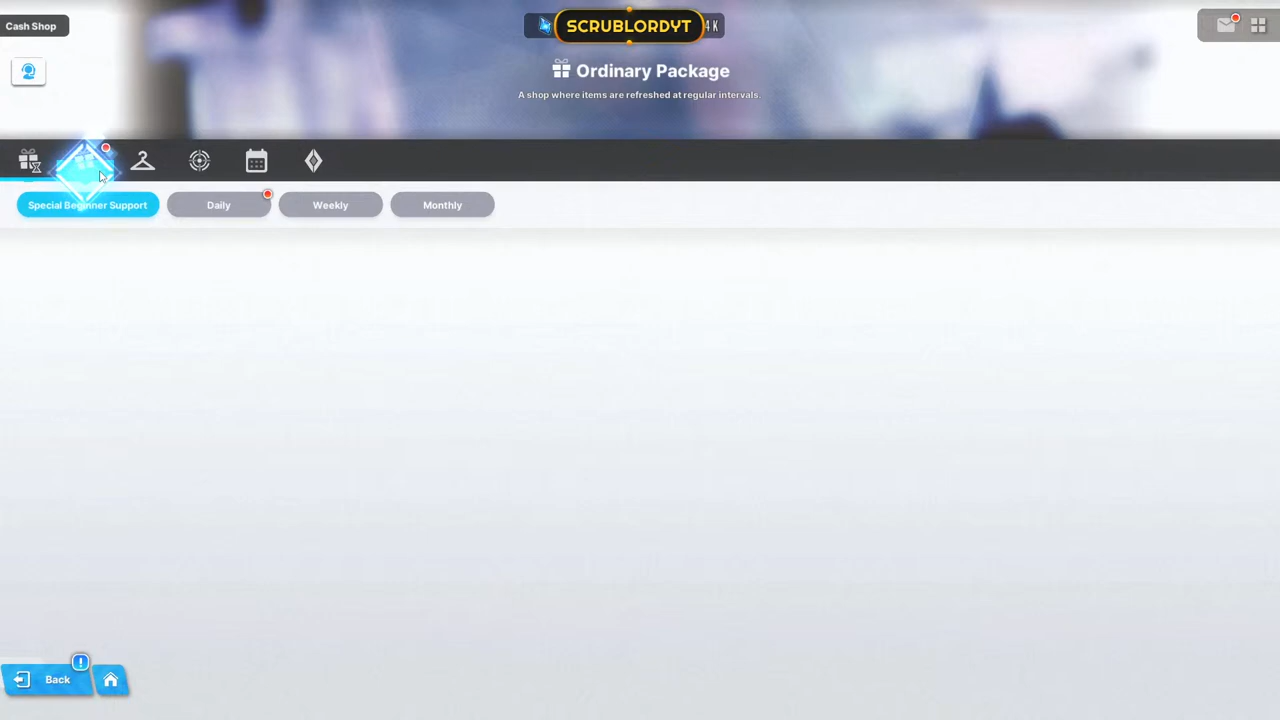 Cash Shop
SCRUBLORDYT
4 K
Ordinary Package
A shop where items are refreshed at regular intervals.
Special Beginner Support
Daily
Weekly
Monthly
Back